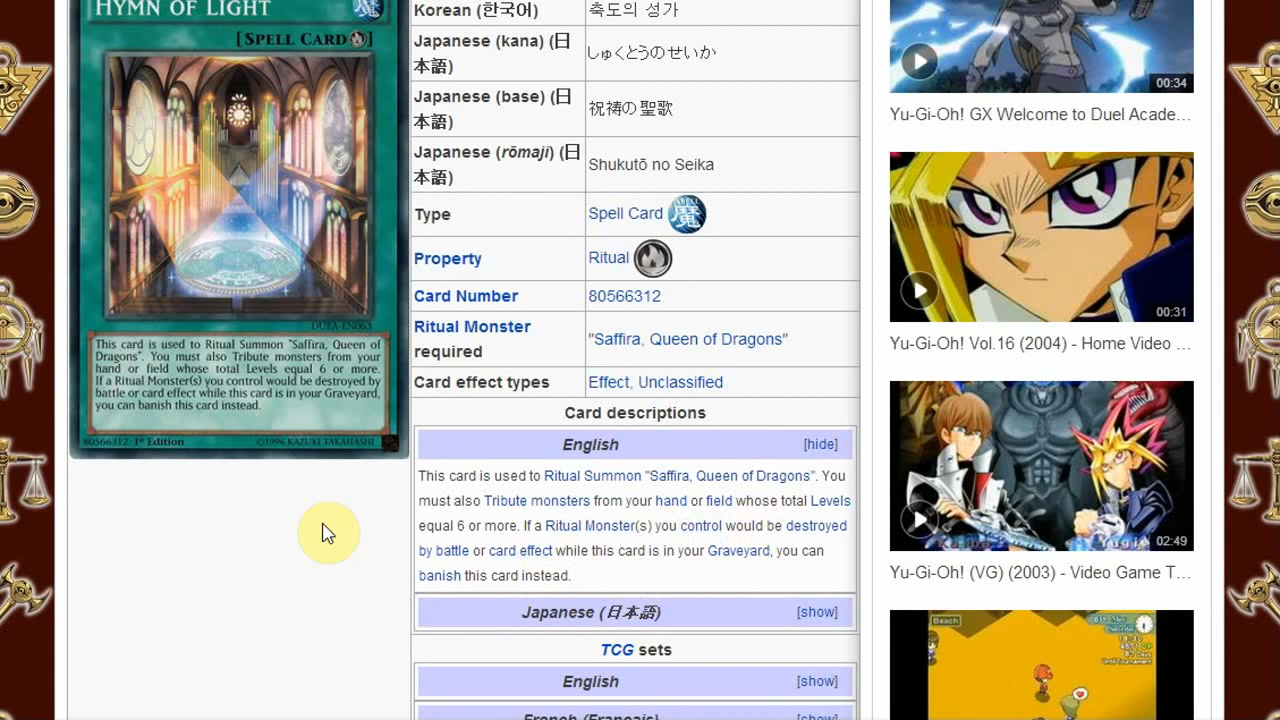 HYMN OF LIGHT
[SPELL CARD]
DUEA-EN063
This card is used to Ritual Summon "Saffira, Queen of
Dragons". You must also Tribute monsters from your
hand or field whose total Levels equal 6 or more.
If a Ritual Monster(s) you control would be destroyed by
battle or card effect while this card is in your Graveyard,
you can banish this card instead.
80566312 1st Edition ©1996 KAZUKI TAKAHASHI
Korean (한국어) 축도의 성가
Japanese (kana) (日
本語) しゅくとうのせいか
Japanese (base) (日
本語) 祝祷の聖歌
Japanese (rōmaji) (日
本語) Shukutō no Seika
Type Spell Card 魔
Property Ritual
Card Number 80566312
Ritual Monster
required "Saffira, Queen of Dragons"
Card effect types Effect, Unclassified
Card descriptions
English [hide]
This card is used to Ritual Summon "Saffira, Queen of Dragons". You
must also Tribute monsters from your hand or field whose total Levels
equal 6 or more. If a Ritual Monster(s) you control would be destroyed
by battle or card effect while this card is in your Graveyard, you can
banish this card instead.
Japanese (日本語) [show]
TCG sets
English [show]
French (Français) [show]
00:34
Yu-Gi-Oh! GX Welcome to Duel Acade...
00:31
Yu-Gi-Oh! Vol.16 (2004) - Home Video ...
02:49
Yu-Gi-Oh! (VG) (2003) - Video Game T...
Beach